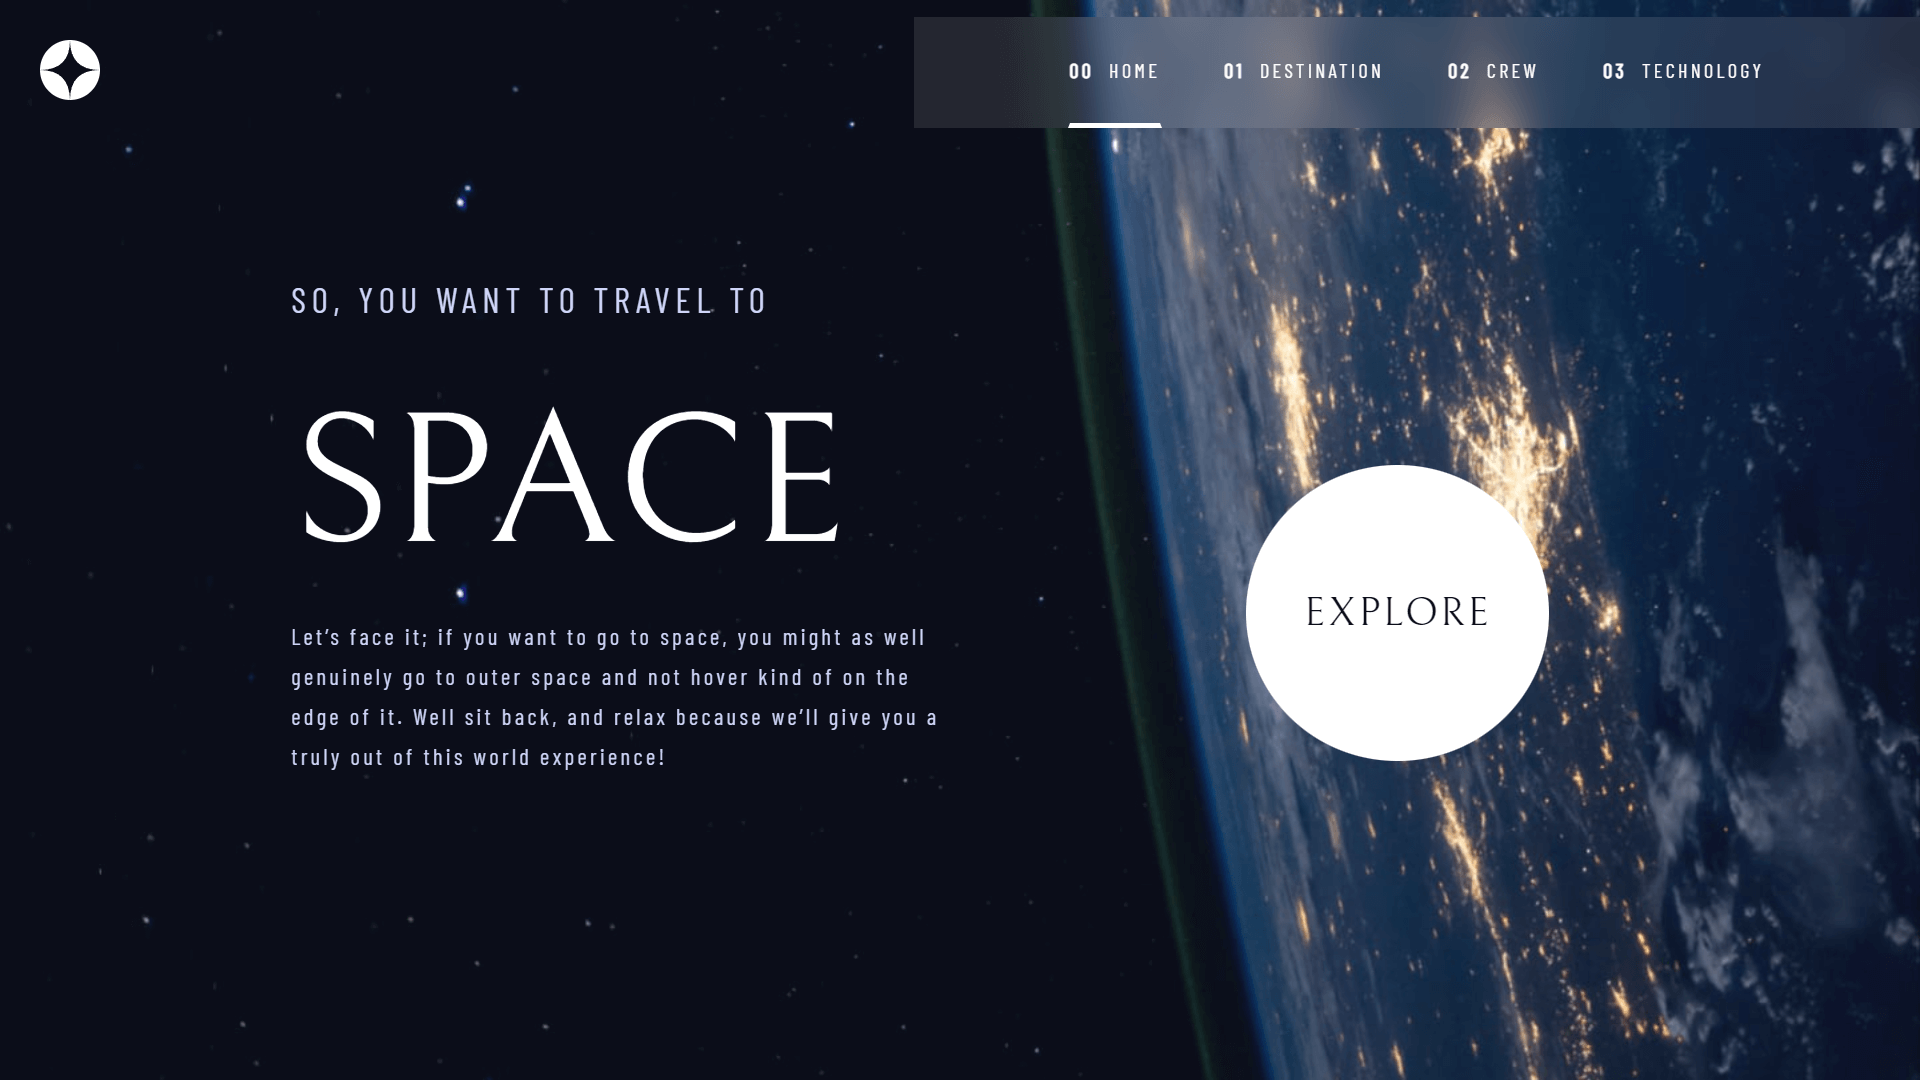 00 HOME 01 DESTINATION 02 CREW 03 TECHNOLOGY
SO, YOU WANT TO TRAVEL TO
SPACE
Let’s face it; if you want to go to space, you might as well
genuinely go to outer space and not hover kind of on the
edge of it. Well sit back, and relax because we’ll give you a
truly out of this world experience!
EXPLORE